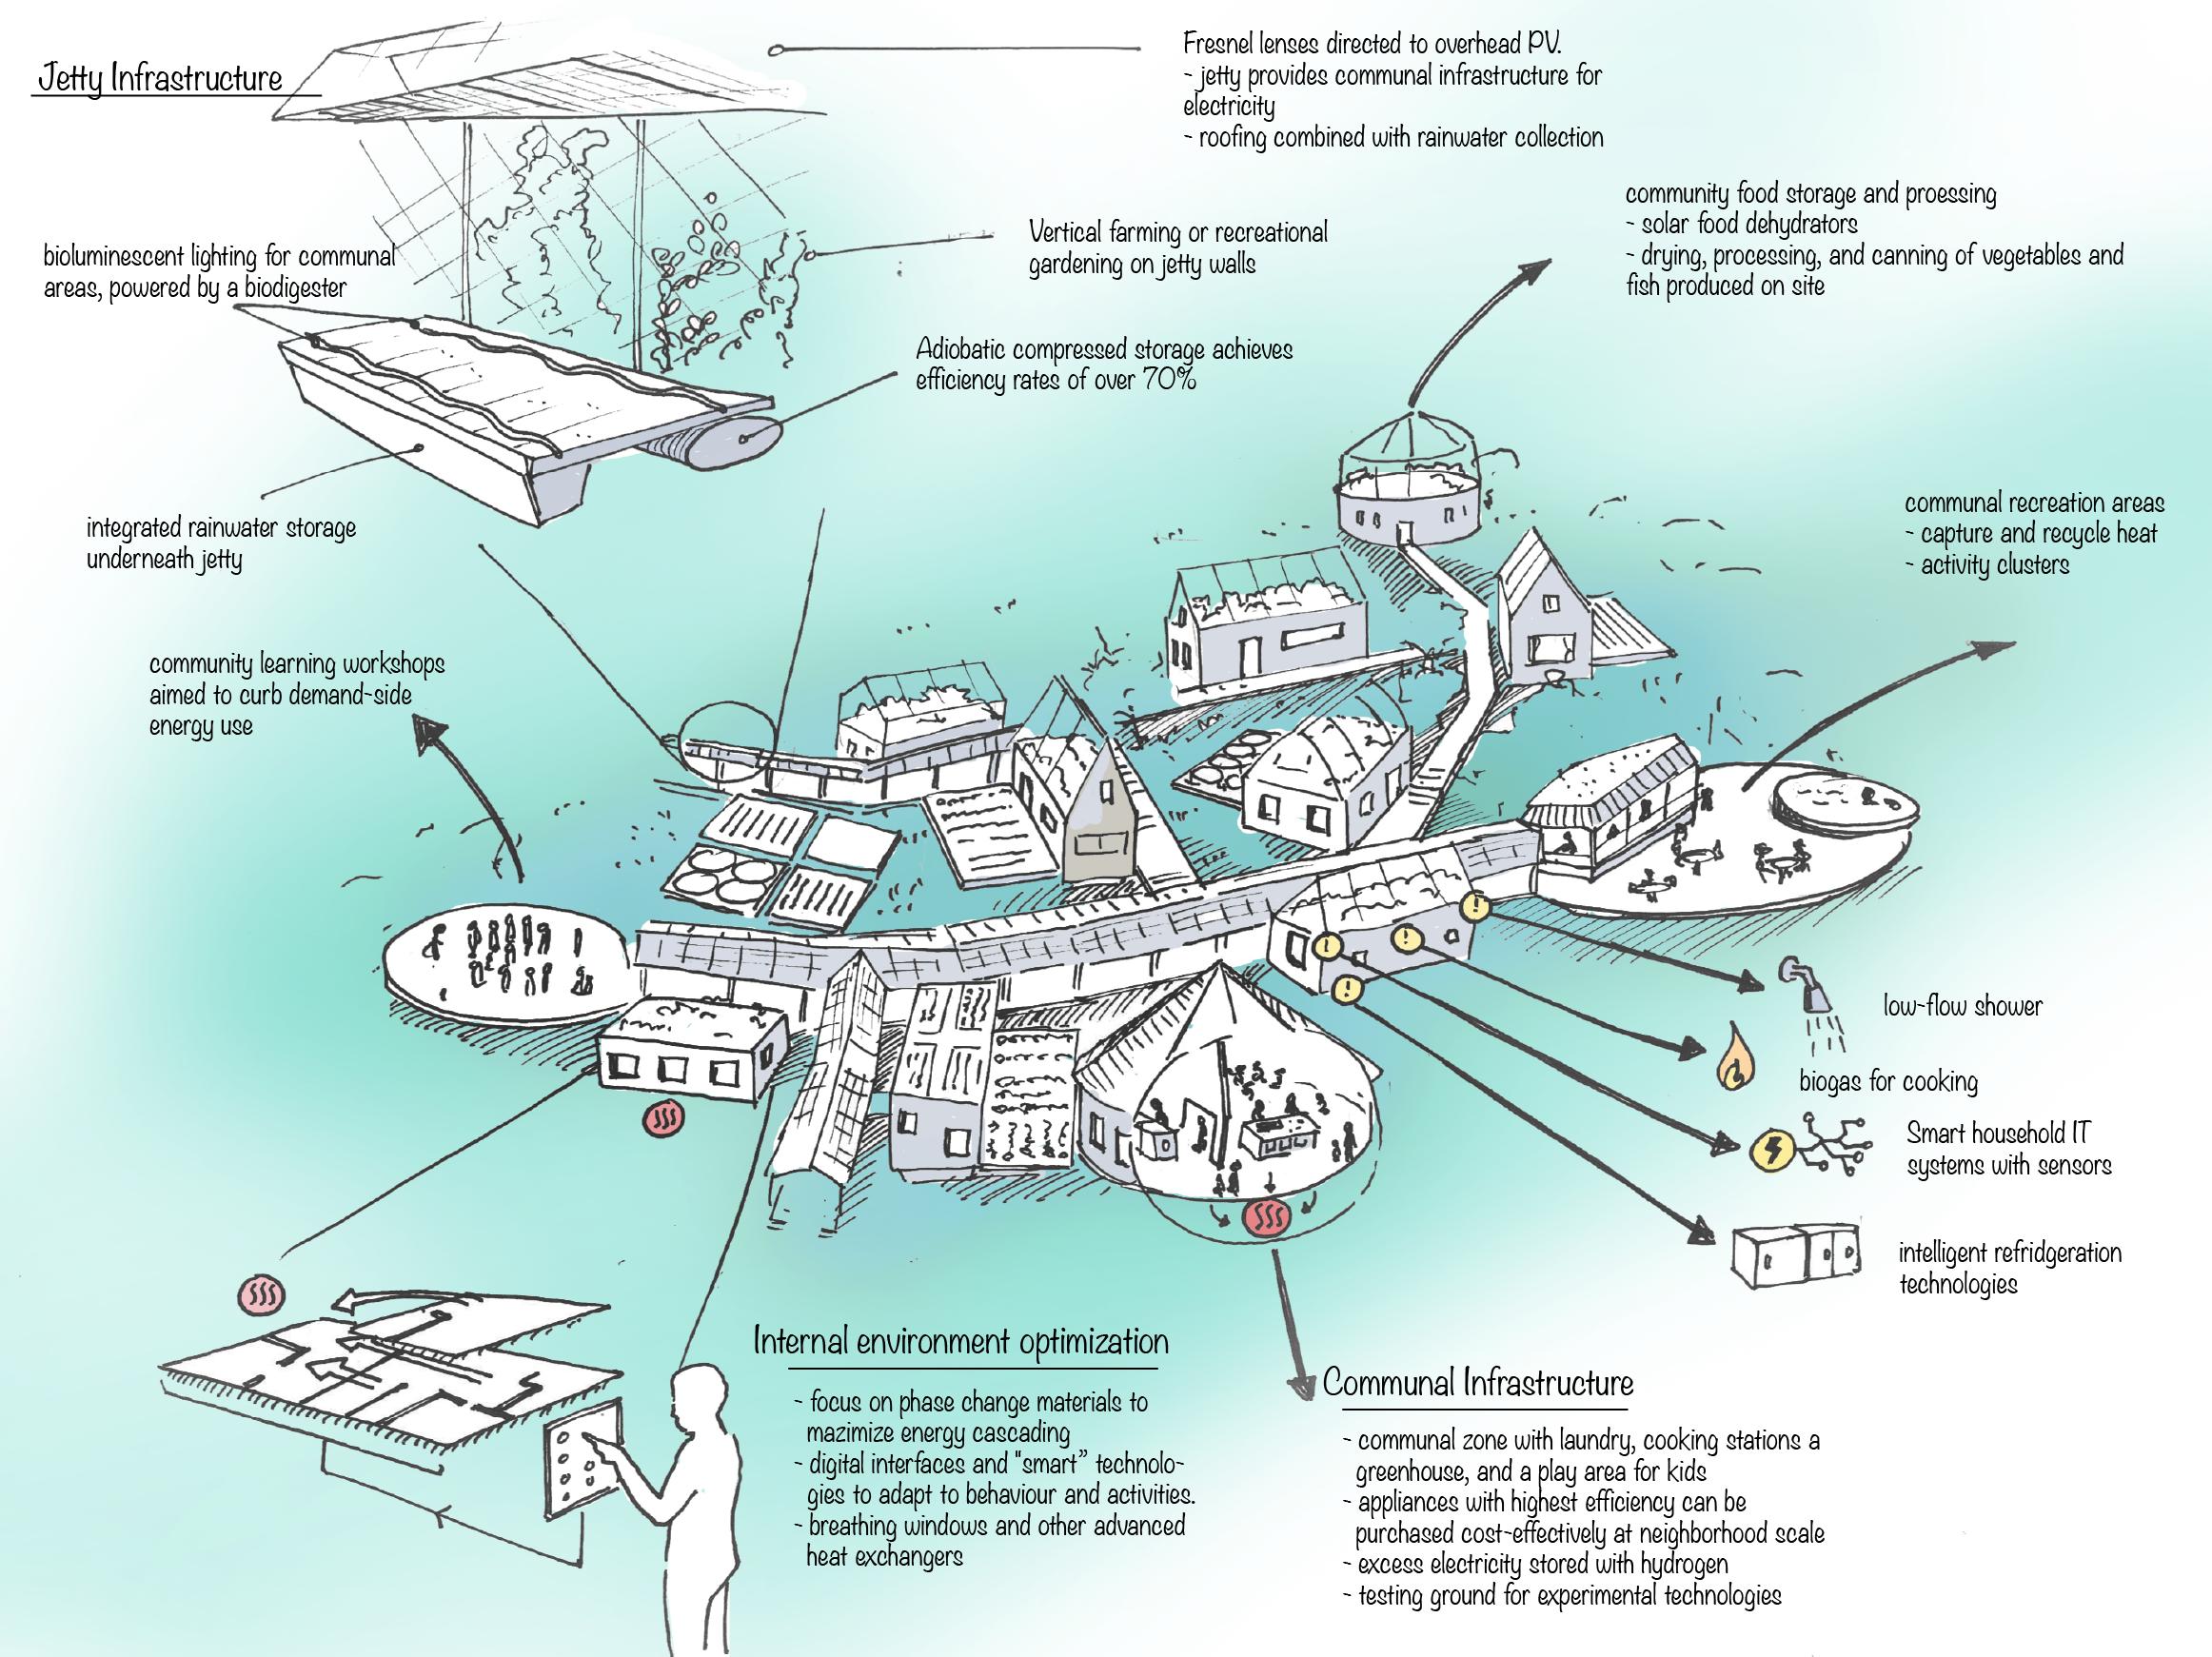 Jetty Infrastructure
Fresnel lenses directed to overhead PV.
- jetty provides communal infrastructure for
electricity
- roofing combined with rainwater collection
community food storage and proessing
- solar food dehydrators
- drying, processing, and canning of vegetables and
fish produced on site
Vertical farming or recreational
gardening on jetty walls
bioluminescent lighting for communal
areas, powered by a biodigester
Adiobatic compressed storage achieves
efficiency rates of over 70%
integrated rainwater storage
underneath jetty
communal recreation areas
- capture and recycle heat
- activity clusters
community learning workshops
aimed to curb demand-side
energy use
low-flow shower
biogas for cooking
Smart household IT
systems with sensors
intelligent refridgeration
technologies
Internal environment optimization
- focus on phase change materials to
mazimize energy cascading
- digital interfaces and "smart” technolo-
gies to adapt to behaviour and activities.
- breathing windows and other advanced
heat exchangers
Communal Infrastructure
- communal zone with laundry, cooking stations a
greenhouse, and a play area for kids
- appliances with highest efficiency can be
purchased cost-effectively at neighborhood scale
- excess electricity stored with hydrogen
- testing ground for experimental technologies